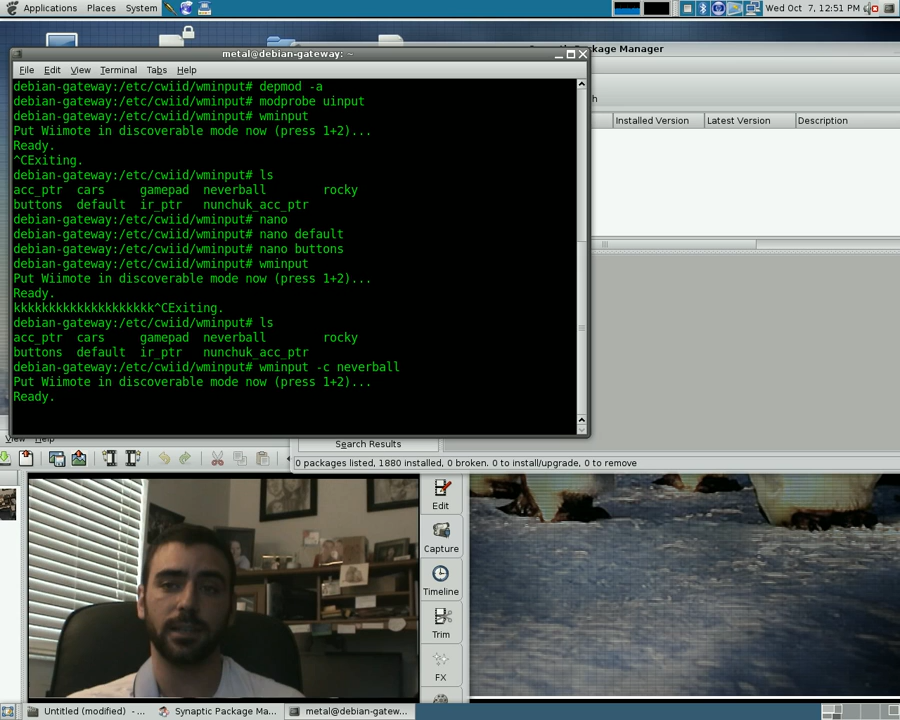 Applications Places System
Wed Oct 7, 12:51 PM
metal@debian-gateway: ~
Package Manager
File Edit View Terminal Tabs Help
debian-gateway:/etc/cwiid/wminput# depmod -a
debian-gateway:/etc/cwiid/wminput# modprobe uinput
debian-gateway:/etc/cwiid/wminput# wminput
Put Wiimote in discoverable mode now (press 1+2)...
Ready.
^CExiting.
debian-gateway:/etc/cwiid/wminput# ls
acc_ptr cars gamepad neverball rocky
buttons default ir_ptr nunchuk_acc_ptr
debian-gateway:/etc/cwiid/wminput# nano
debian-gateway:/etc/cwiid/wminput# nano default
debian-gateway:/etc/cwiid/wminput# nano buttons
debian-gateway:/etc/cwiid/wminput# wminput
Put Wiimote in discoverable mode now (press 1+2)...
Ready.
kkkkkkkkkkkkkkkkkkkk^CExiting.
debian-gateway:/etc/cwiid/wminput# ls
acc_ptr cars gamepad neverball rocky
buttons default ir_ptr nunchuk_acc_ptr
debian-gateway:/etc/cwiid/wminput# wminput -c neverball
Put Wiimote in discoverable mode now (press 1+2)...
Ready.
h
Installed Version Latest Version Description
View Help
Search Results
0 packages listed, 1880 installed, 0 broken. 0 to install/upgrade, 0 to remove
Edit
Capture
Timeline
Trim
FX
Untitled (modified) - ...
Synaptic Package Ma...
metal@debian-gatew...